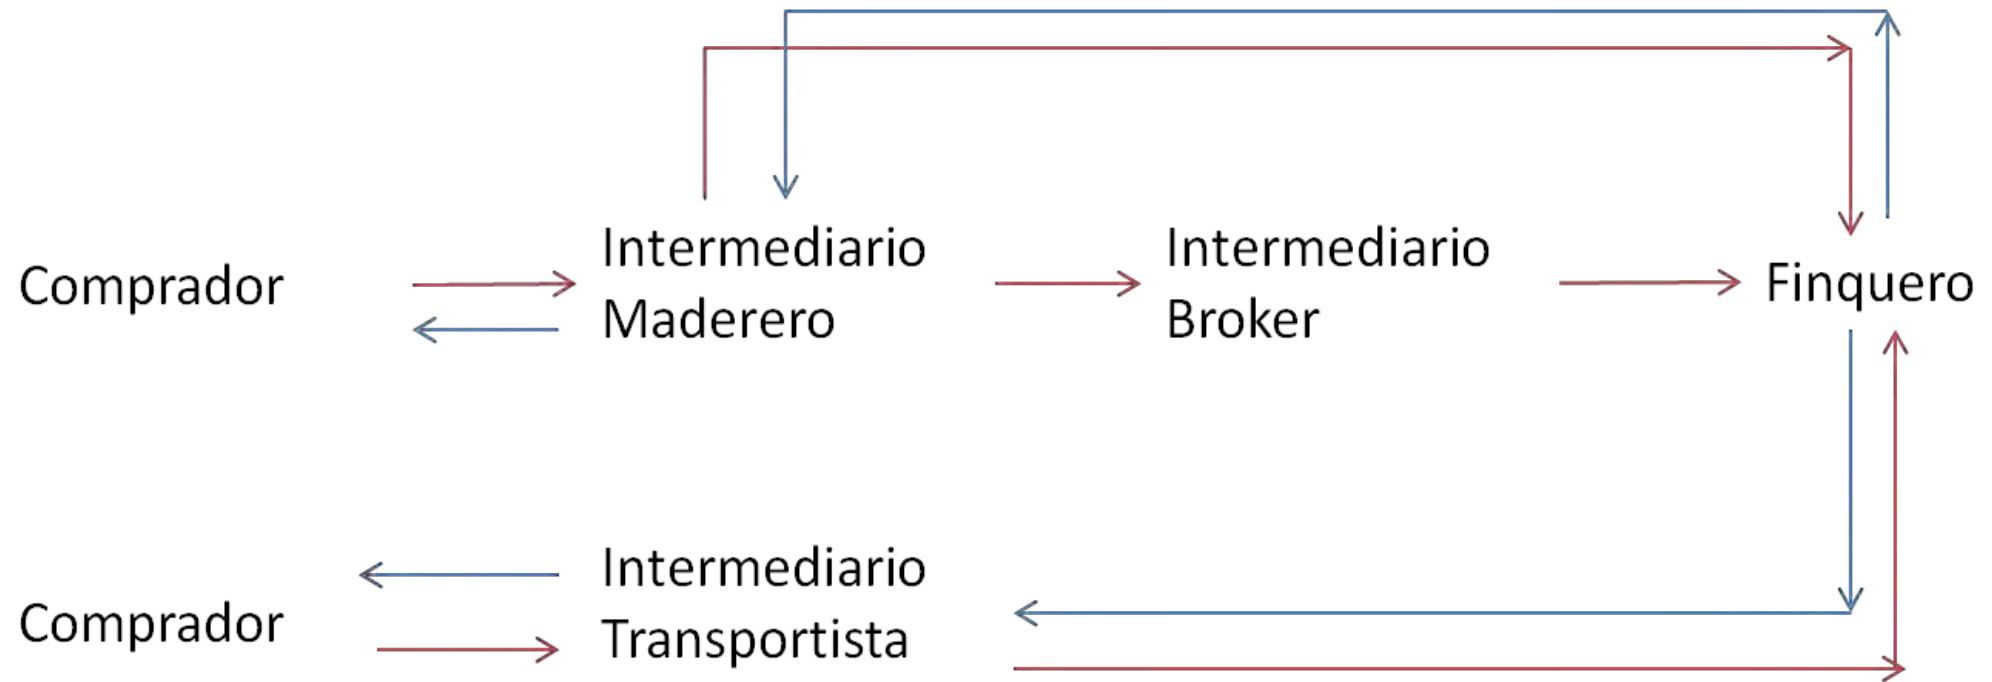 Comprador
Intermediario
Maderero
Intermediario
Broker
Finquero
Comprador
Intermediario
Transportista